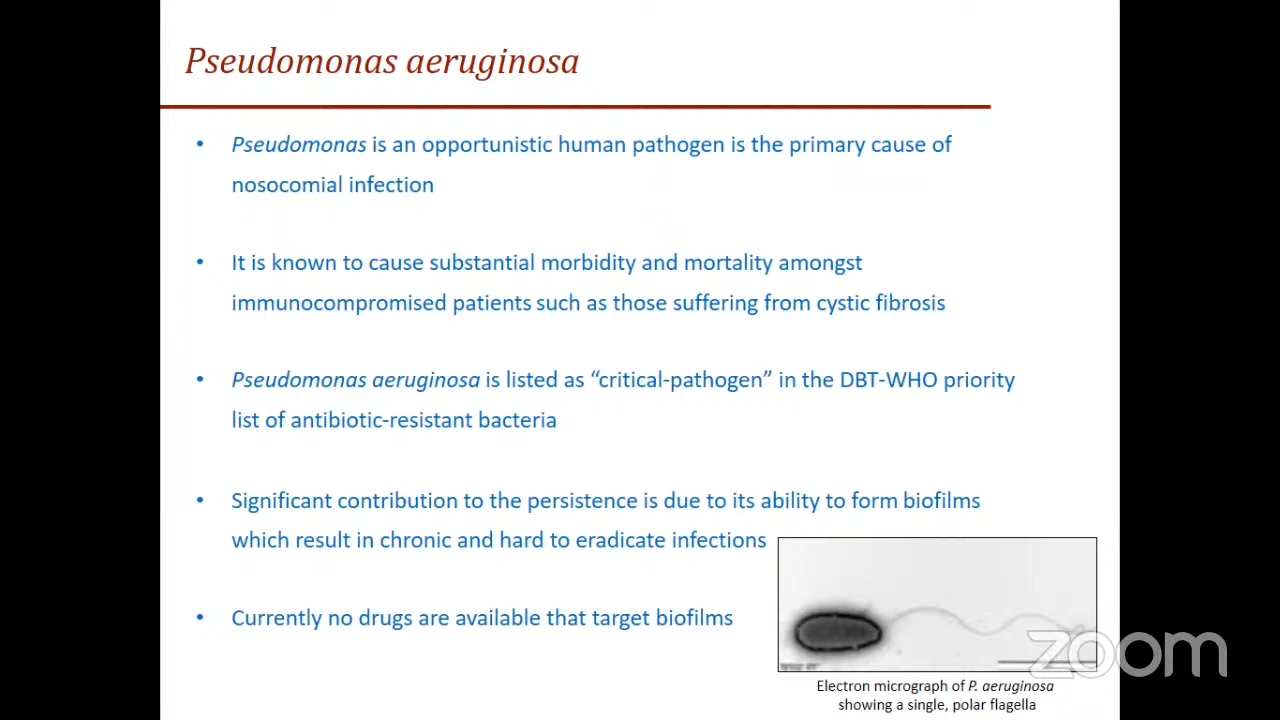 Pseudomonas aeruginosa
• Pseudomonas is an opportunistic human pathogen is the primary cause of
nosocomial infection
• It is known to cause substantial morbidity and mortality amongst
immunocompromised patients such as those suffering from cystic fibrosis
• Pseudomonas aeruginosa is listed as “critical-pathogen” in the DBT-WHO priority
list of antibiotic-resistant bacteria
• Significant contribution to the persistence is due to its ability to form biofilms
which result in chronic and hard to eradicate infections
• Currently no drugs are available that target biofilms
zoom
Electron micrograph of P. aeruginosa
showing a single, polar flagella